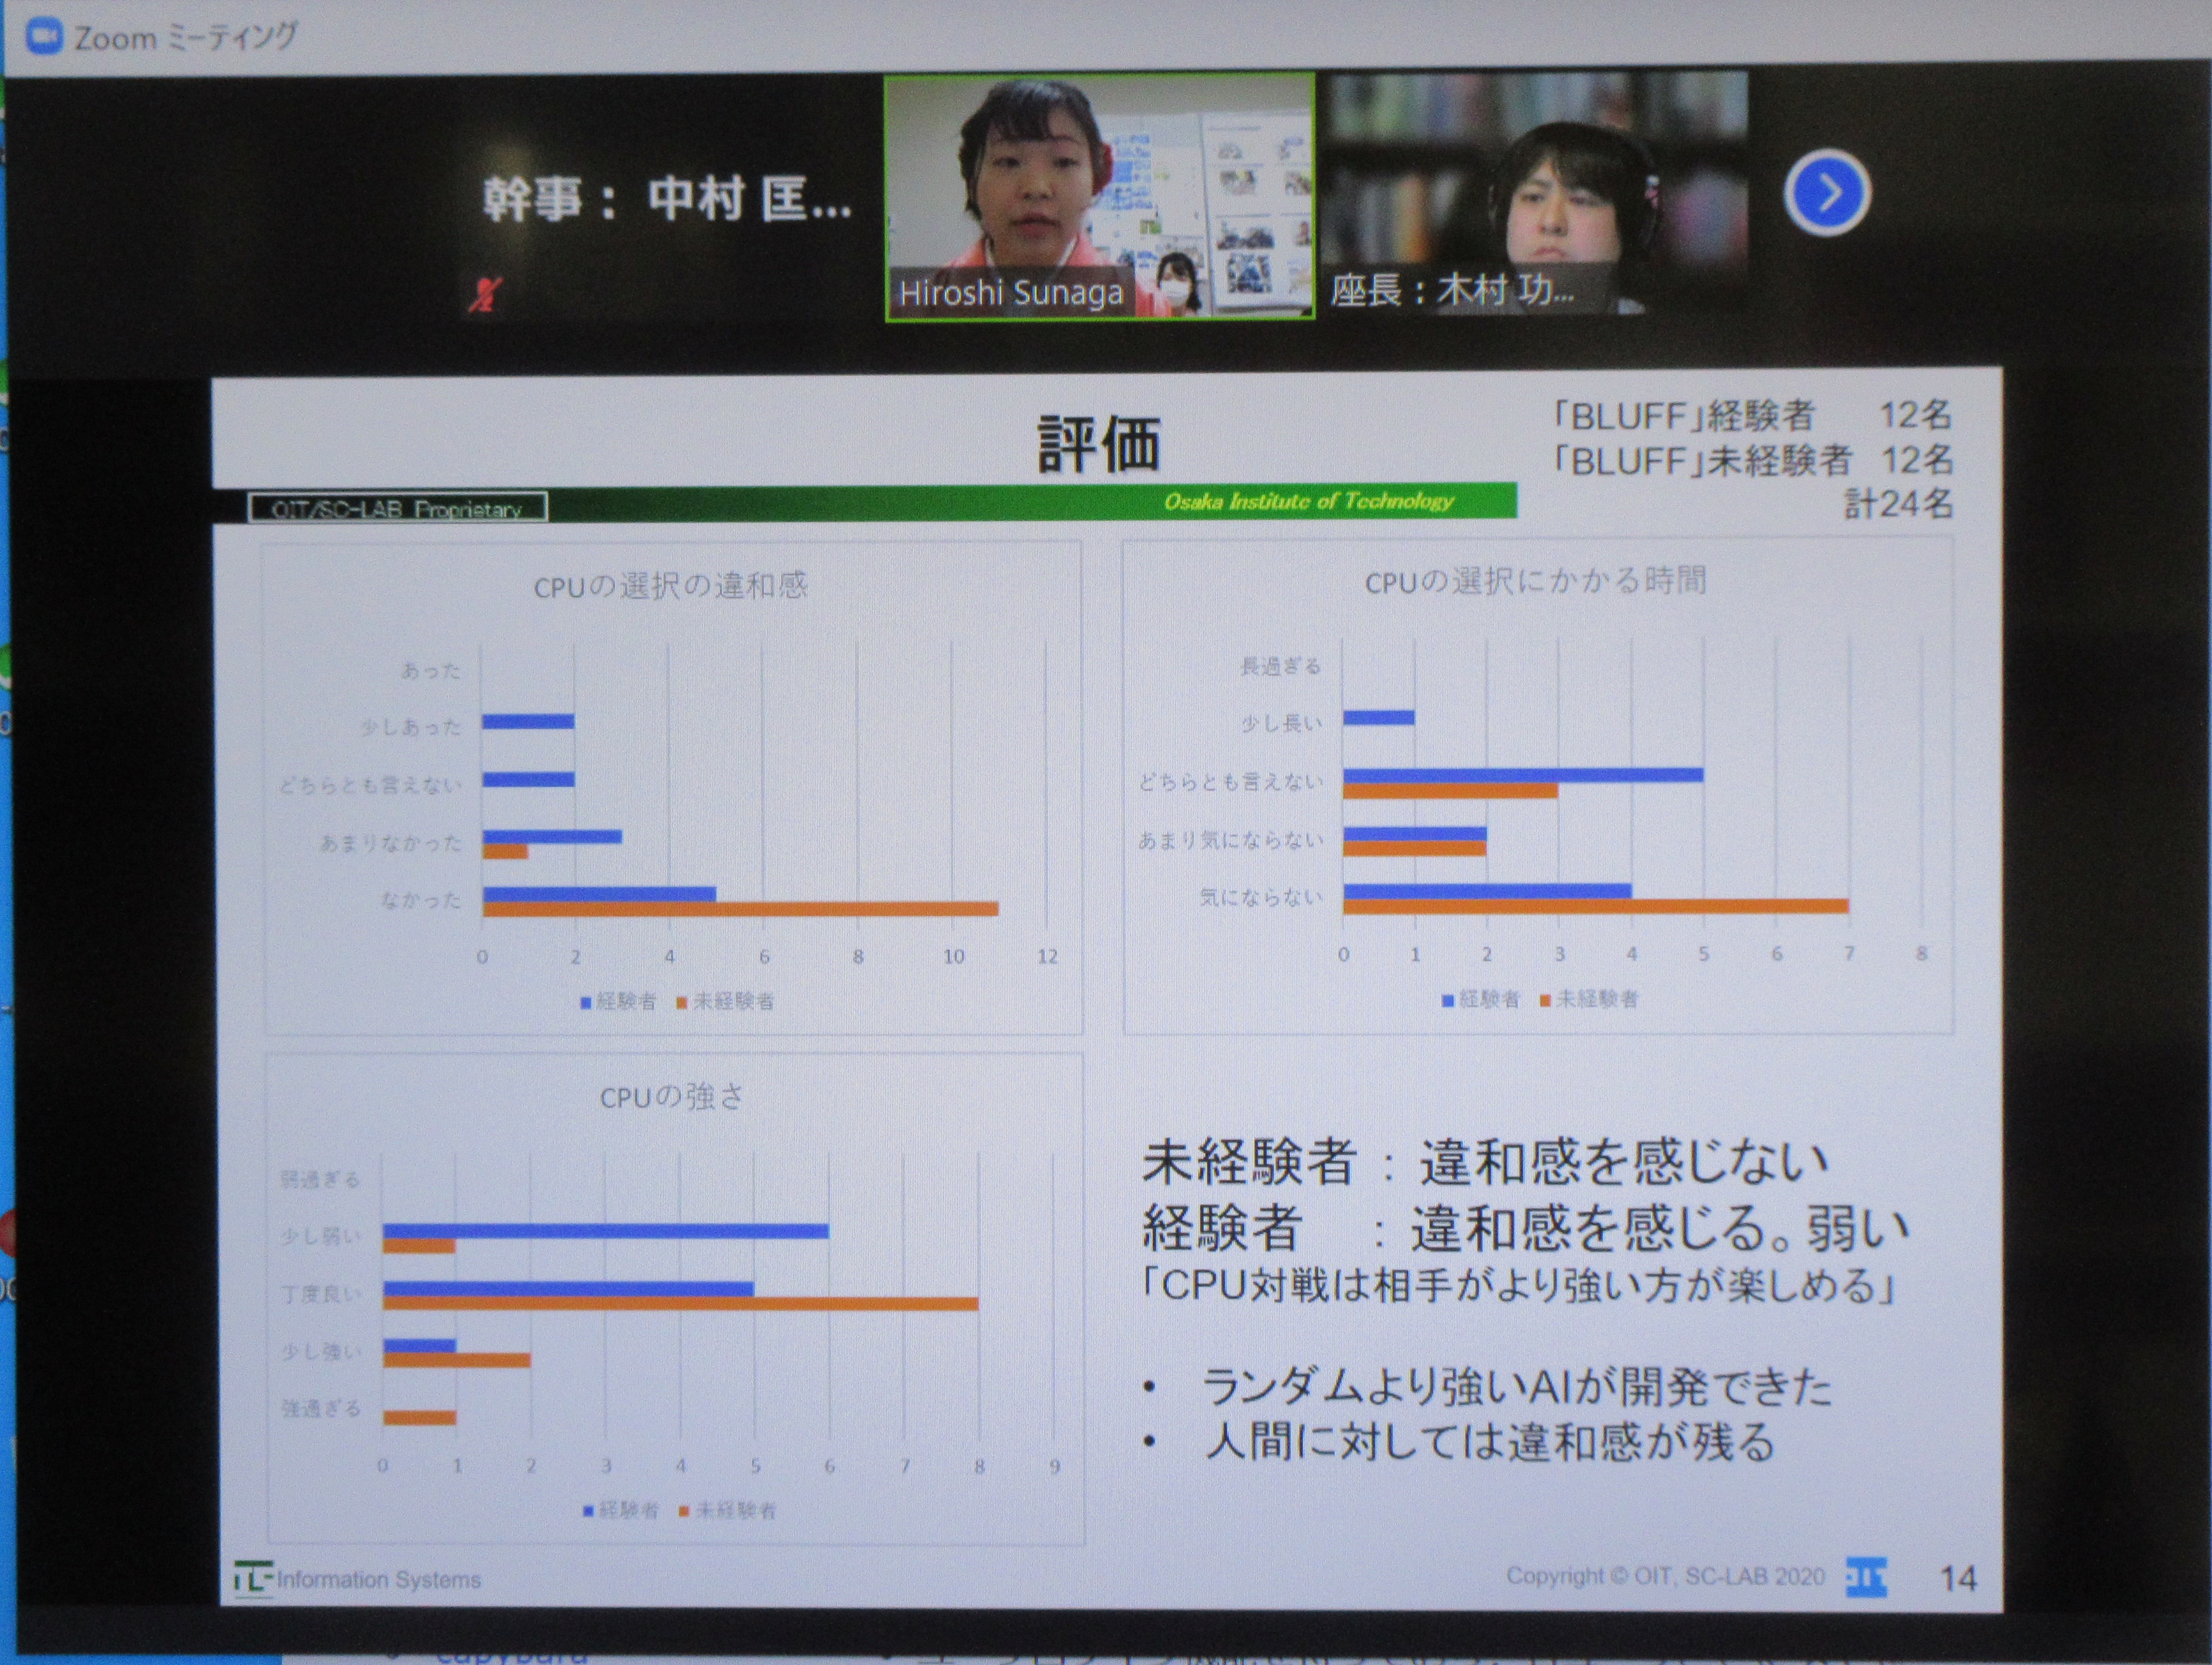 Zoom ミーティング
幹事： 中村 匡...
Hiroshi Sunaga
座長：木村 功...
評価
「BLUFF」経験者 12名
「BLUFF」未経験者 12名
計24名
OIT/SC-LAB Proprietary
Osaka Institute of Technology
CPUの選択の違和感
あった
少しあった
どちらとも言えない
あまりなかった
なかった
0 2 4 6 8 10 12
経験者 未経験者
CPUの選択にかかる時間
長過ぎる
少し長い
どちらとも言えない
あまり気にならない
気にならない
0 1 2 3 4 5 6 7 8
経験者 未経験者
CPUの強さ
弱過ぎる
少し弱い
丁度良い
少し強い
強過ぎる
0 1 2 3 4 5 6 7 8 9
経験者 未経験者
未経験者：違和感を感じない
経験者 ：違和感を感じる。弱い
「CPU対戦は相手がより強い方が楽しめる」
• ランダムより強いAIが開発できた
• 人間に対しては違和感が残る
Information Systems
Copyright © OIT, SC-LAB 2020
14